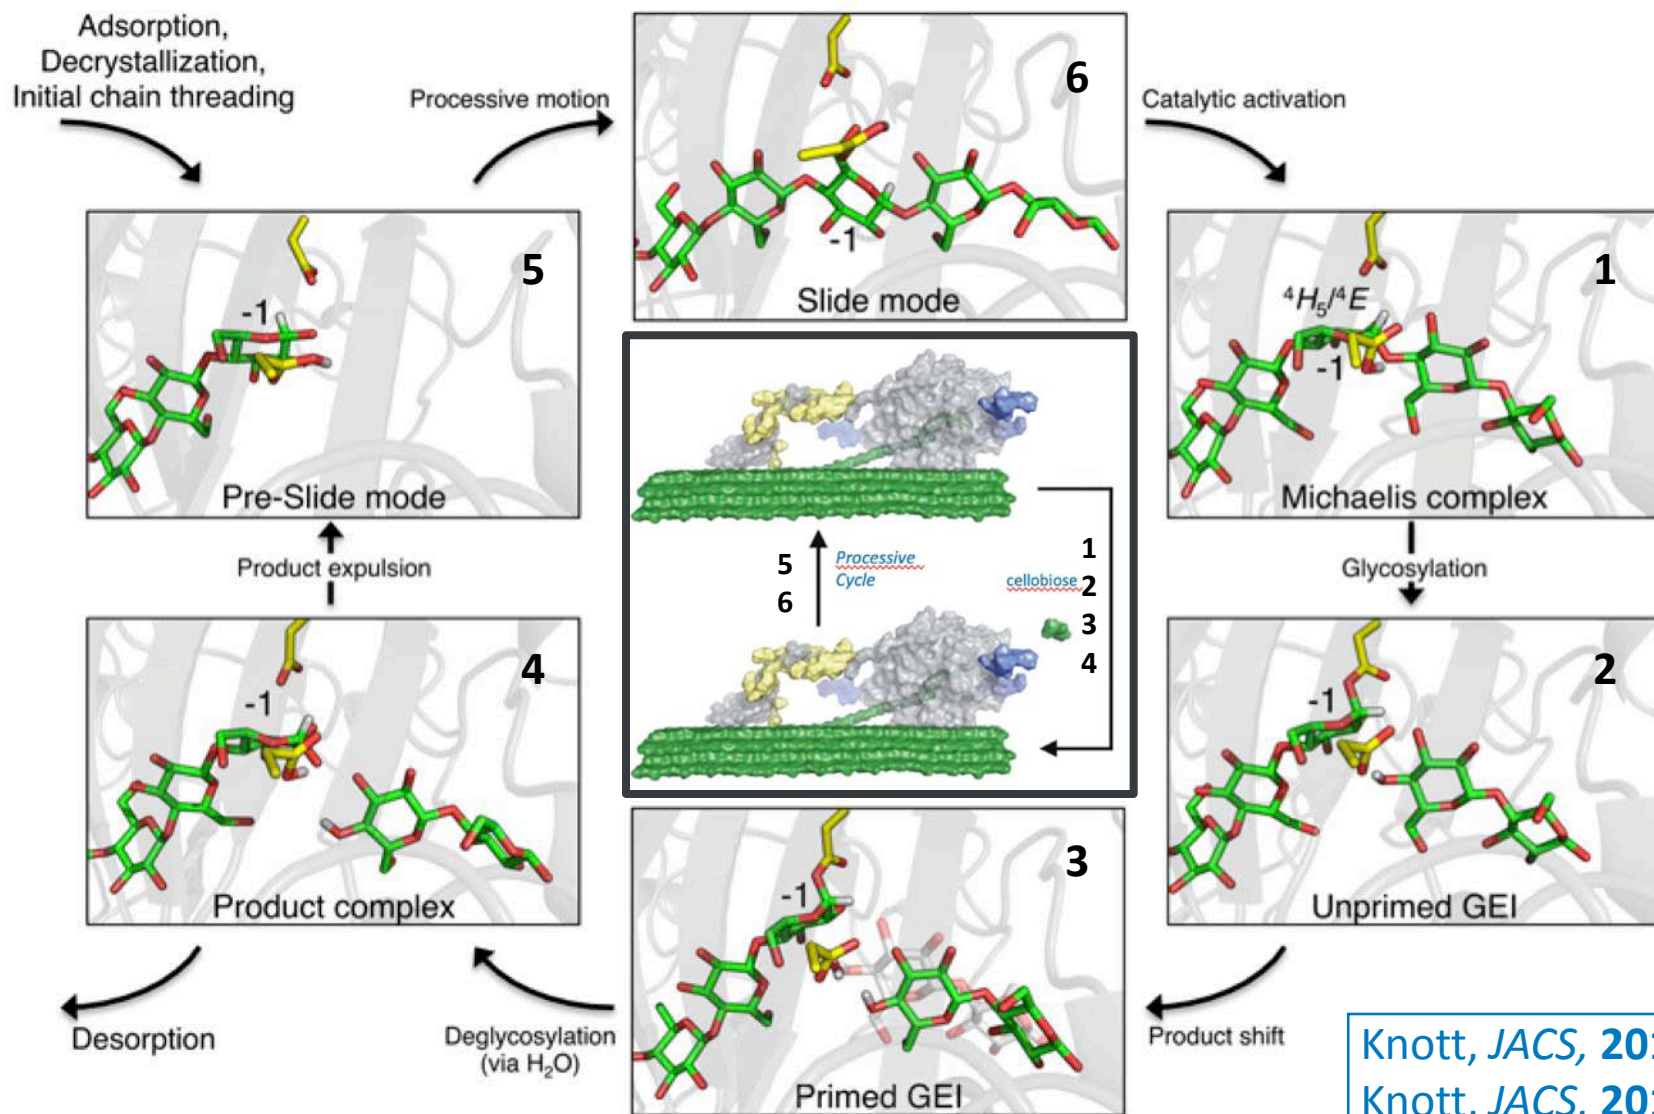 Adsorption,
Decrystallization,
Initial chain threading
Processive motion
6
-1
Slide mode
Catalytic activation
5
-1
Pre-Slide mode
1
⁴H₅/⁴E
-1
Michaelis complex
Product expulsion
5
6
Processive
Cycle
cellobiose
1
2
3
4
Glycosylation
4
-1
Product complex
2
-1
Unprimed GEI
3
-1
Primed GEI
Desorption
Deglycosylation
(via H₂O)
Product shift
Knott, JACS,
Knott, JACS,